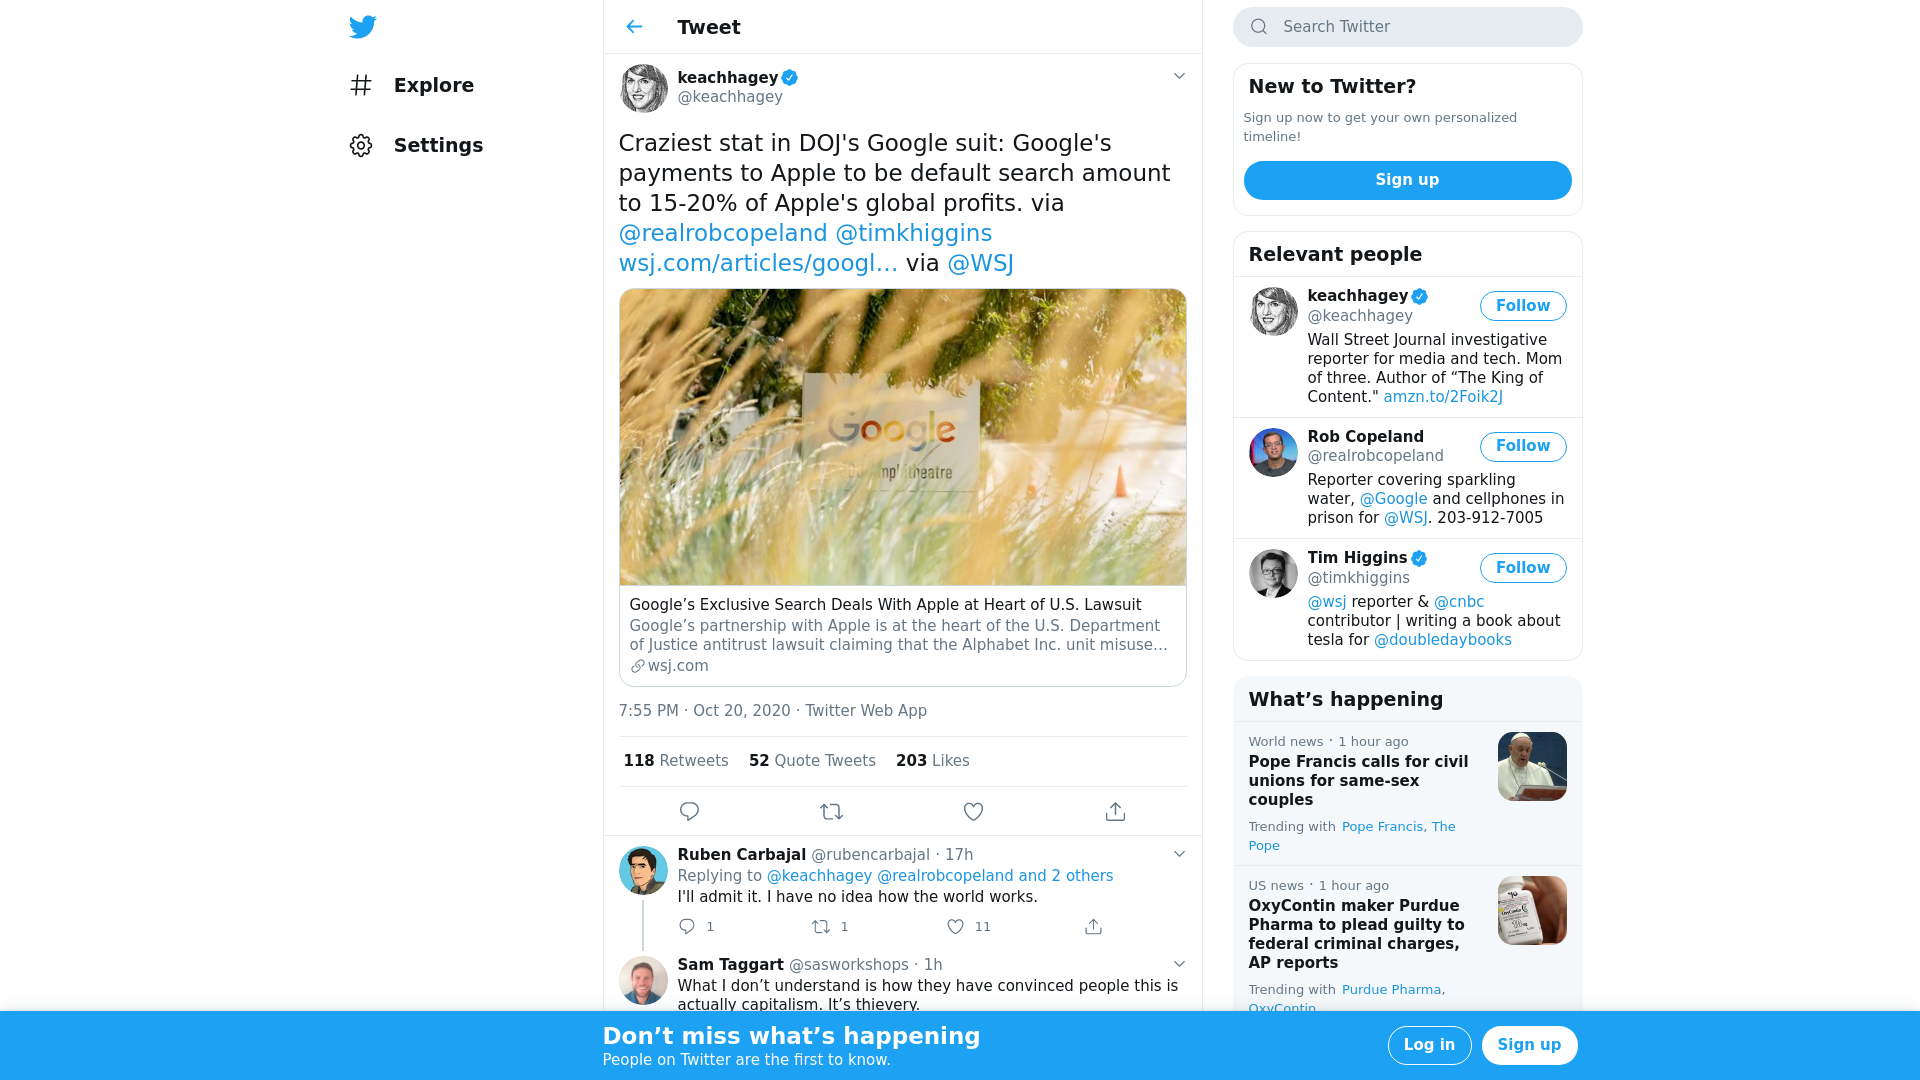 Explore
Settings
Tweet
keachhagey
@keachhagey
Craziest stat in DOJ's Google suit: Google's
payments to Apple to be default search amount
to 15-20% of Apple's global profits. via
@realrobcopeland @timkhiggins
wsj.com/articles/googl… via @WSJ
Google
Amphitheatre
Google’s Exclusive Search Deals With Apple at Heart of U.S. Lawsuit
Google’s partnership with Apple is at the heart of the U.S. Department
of Justice antitrust lawsuit claiming that the Alphabet Inc. unit misuse…
wsj.com
7:55 PM · Oct 20, 2020 · Twitter Web App
118 Retweets 52 Quote Tweets 203 Likes
Ruben Carbajal @rubencarbajal · 17h
Replying to @keachhagey @realrobcopeland and 2 others
I'll admit it. I have no idea how the world works.
1 1 11
Sam Taggart @sasworkshops · 1h
What I don’t understand is how they have convinced people this is
actually capitalism. It’s thievery.
Search Twitter
New to Twitter?
Sign up now to get your own personalized
timeline!
Sign up
Relevant people
keachhagey
@keachhagey
Follow
Wall Street Journal investigative
reporter for media and tech. Mom
of three. Author of “The King of
Content." amzn.to/2Foik2J
Rob Copeland
@realrobcopeland
Follow
Reporter covering sparkling
water, @Google and cellphones in
prison for @WSJ. 203-912-7005
Tim Higgins
@timkhiggins
Follow
@wsj reporter & @cnbc
contributor | writing a book about
tesla for @doubledaybooks
What’s happening
World news · 1 hour ago
Pope Francis calls for civil
unions for same-sex
couples
Trending with Pope Francis, The
Pope
US news · 1 hour ago
OxyContin maker Purdue
Pharma to plead guilty to
federal criminal charges,
AP reports
Trending with Purdue Pharma,
OxyContin
Don’t miss what’s happening
People on Twitter are the first to know.
Log in
Sign up